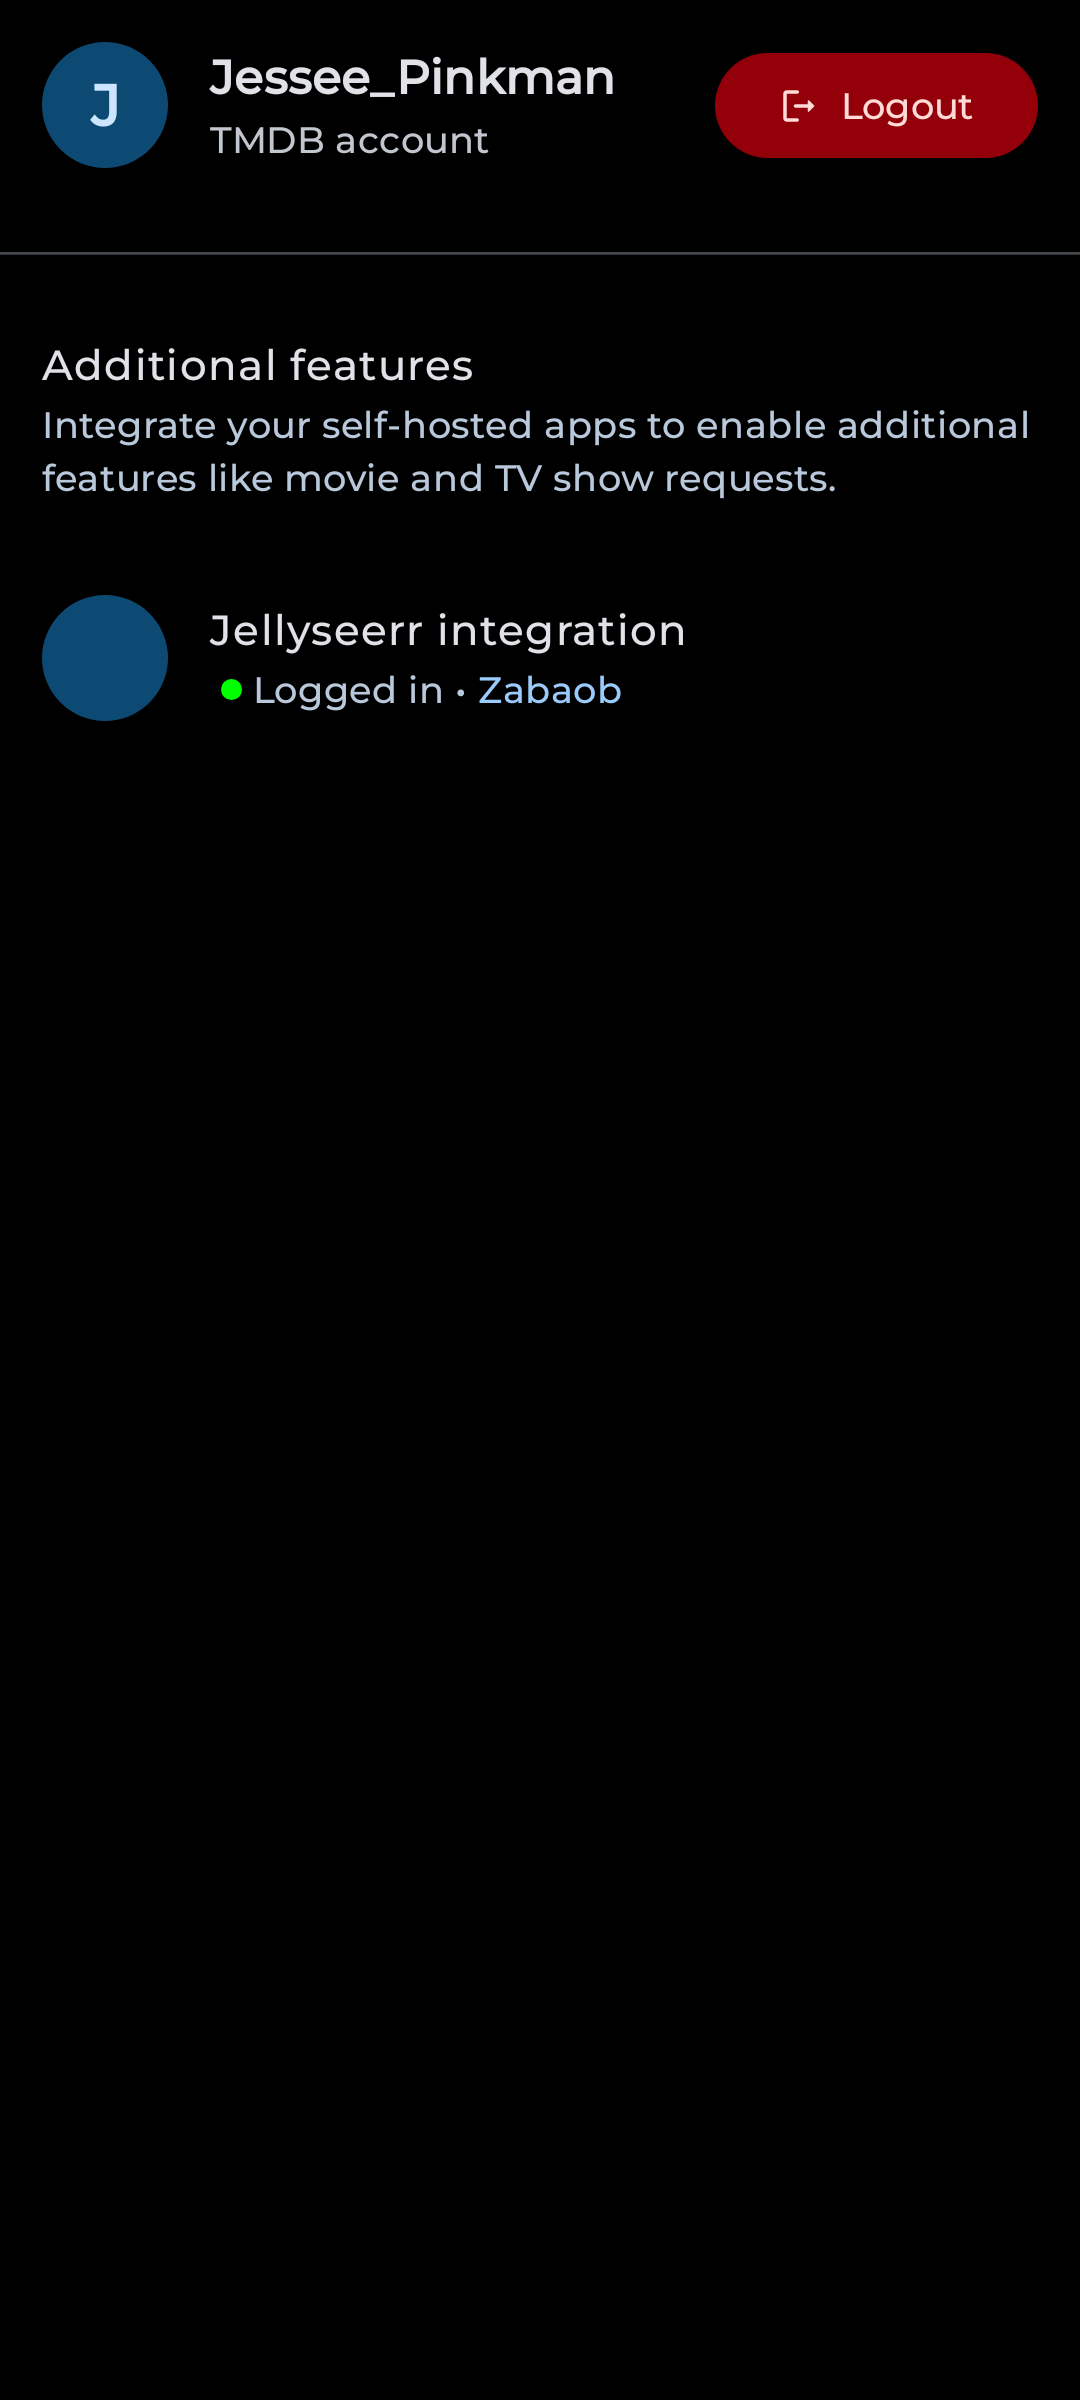 J
Jessee_Pinkman
TMDB account
Logout
Additional features
Integrate your self-hosted apps to enable additional
features like movie and TV show requests.
Jellyseerr integration
Logged in • Zabaob